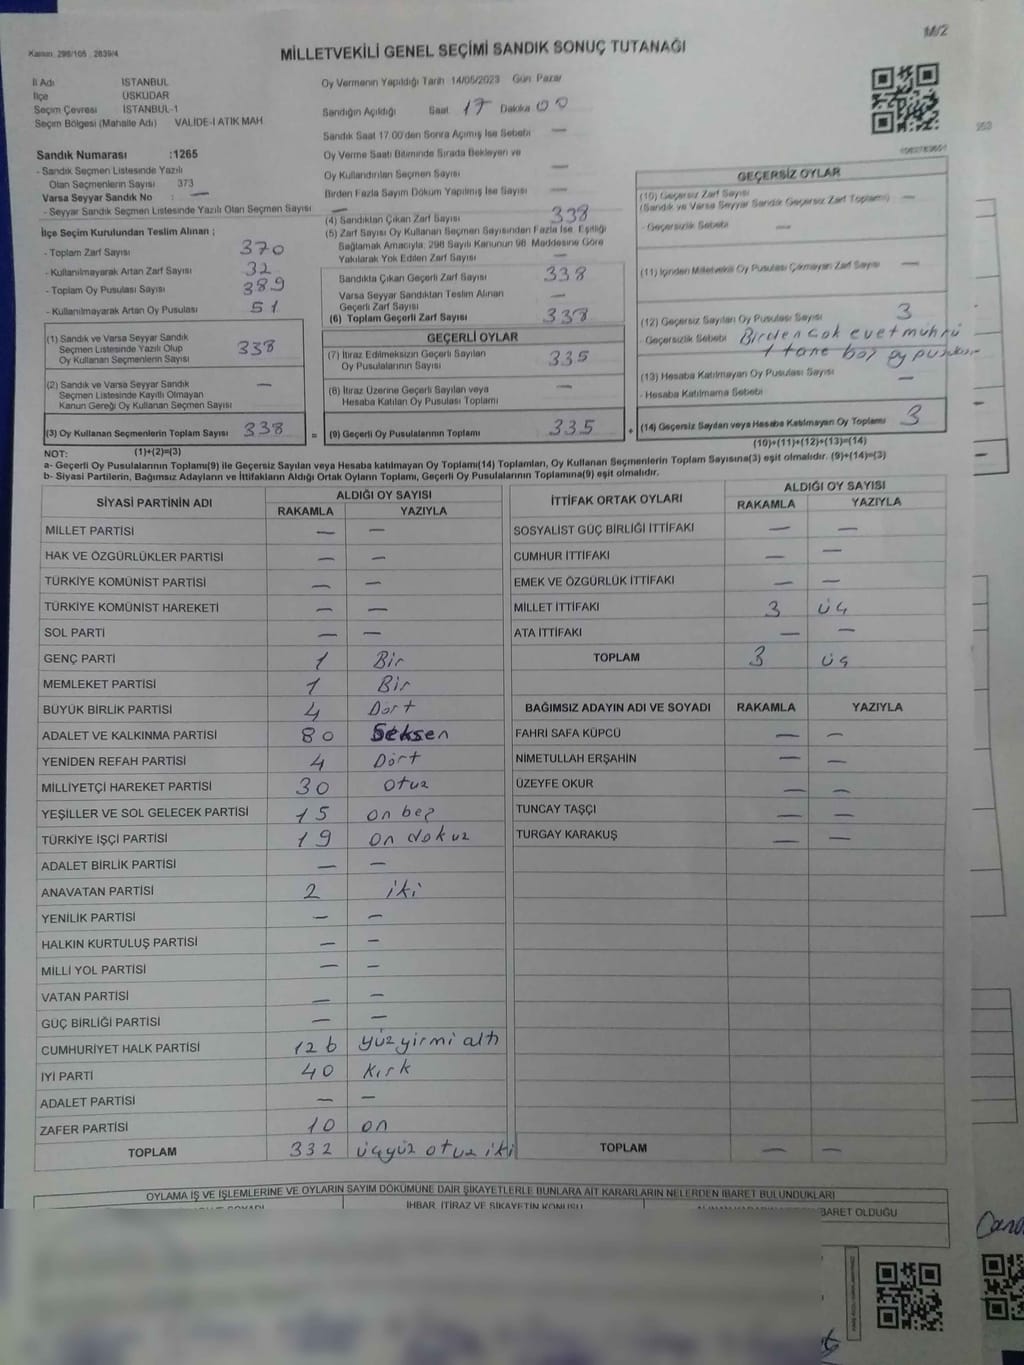 M/2
Kanun: 298/105 . 2839/4
MİLLETVEKİLİ GENEL SEÇİMİ SANDIK SONUÇ TUTANAĞI
İl Adı İSTANBUL
İlçe ÜSKÜDAR
Seçim Çevresi İSTANBUL-1
Seçim Bölgesi (Mahalle Adı) VALİDE-İ ATİK MAH
Sandık Numarası :1265
- Sandık Seçmen Listesinde Yazılı
Olan Seçmenlerin Sayısı 373
Varsa Seyyar Sandık No : —
- Seyyar Sandık Seçmen Listesinde Yazılı Olan Seçmen Sayısı —
İlçe Seçim Kurulundan Teslim Alınan ;
- Toplam Zarf Sayısı 370
- Kullanılmayarak Artan Zarf Sayısı 32
- Toplam Oy Pusulası Sayısı 389
- Kullanılmayarak Artan Oy Pusulası 51
(1) Sandık ve Varsa Seyyar Sandık
Seçmen Listesinde Yazılı Olup
Oy Kullanan Seçmenlerin Sayısı 338
(2) Sandık ve Varsa Seyyar Sandık
Seçmen Listesinde Kayıtlı Olmayan
Kanun Gereği Oy Kullanan Seçmen Sayısı —
(3) Oy Kullanan Seçmenlerin Toplam Sayısı 338 =
Oy Vermenin Yapıldığı Tarih 14/05/2023 Gün Pazar
Sandığın Açıldığı Saat 17 Dakika 00
Sandık Saat 17:00'den Sonra Açımış İse Sebebi —
Oy Verme Saati Bitiminde Sırada Bekleyen ve
Oy Kullandırılan Seçmen Sayısı —
Birden Fazla Sayım Döküm Yapılmış İse Sayısı —
(4) Sandıktan Çıkan Zarf Sayısı 338
(5) Zarf Sayısı Oy Kullanan Seçmen Sayısından Fazla İse, Eşitliği
Sağlamak Amacıyla; 298 Sayılı Kanunun 98. Maddesine Göre
Yakılarak Yok Edilen Zarf Sayısı —
Sandıkta Çıkan Geçerli Zarf Sayısı 338
Varsa Seyyar Sandıktan Teslim Alınan
Geçerli Zarf Sayısı —
(6) Toplam Geçerli Zarf Sayısı 338
GEÇERLİ OYLAR
(7) İtiraz Edilmeksizin Geçerli Sayılan
Oy Pusulalarının Sayısı 335
(8) İtiraz Üzerine Geçerli Sayılan veya
Hesaba Katılan Oy Pusulası Toplamı —
(9) Geçerli Oy Pusulalarının Toplamı 335 +
GEÇERSİZ OYLAR
(10) Geçersiz Zarf Sayısı
(Sandık ve Varsa Seyyar Sandık Geçersiz Zarf Toplamı) —
- Geçersizlik Sebebi —
(11) İçinden Milletvekili Oy Pusulası Çıkmayan Zarf Sayısı —
(12) Geçersiz Sayılan Oy Pusulası Sayısı 3
Geçersizlik Sebebi Birden çok evet mührü
1 tane boş oy pusulası
(13) Hesaba Katılmayan Oy Pusulası Sayısı —
- Hesaba Katılmama Sebebi
(14) Geçersiz Sayılan veya Hesaba Katılmayan Oy Toplamı 3
NOT: (1)+(2)=(3) (10)+(11)+(12)+(13)=(14)
a- Geçerli Oy Pusulalarının Toplamı(9) ile Geçersiz Sayılan veya Hesaba katılmayan Oy Toplamı(14) Toplamları, Oy Kullanan Seçmenlerin Toplam Sayısına(3) eşit olmalıdır. (9)+(14)=(3)
b- Siyasi Partilerin, Bağımsız Adayların ve İttifakların Aldığı Ortak Oyların Toplamı, Geçerli Oy Pusulalarının Toplamına(9) eşit olmalıdır.
SİYASİ PARTİNİN ADI ALDIĞI OY SAYISI
RAKAMLA YAZIYLA
MİLLET PARTİSİ — —
HAK VE ÖZGÜRLÜKLER PARTİSİ — —
TÜRKİYE KOMÜNİST PARTİSİ — —
TÜRKİYE KOMÜNİST HAREKETİ — —
SOL PARTİ — —
GENÇ PARTİ 1 Bir
MEMLEKET PARTİSİ 1 Bir
BÜYÜK BİRLİK PARTİSİ 4 Dört
ADALET VE KALKINMA PARTİSİ 80 Seksen
YENİDEN REFAH PARTİSİ 4 Dört
MİLLİYETÇİ HAREKET PARTİSİ 30 otuz
YEŞİLLER VE SOL GELECEK PARTİSİ 15 on beş
TÜRKİYE İŞÇİ PARTİSİ 19 on dokuz
ADALET BİRLİK PARTİSİ — —
ANAVATAN PARTİSİ 2 iki
YENİLİK PARTİSİ — —
HALKIN KURTULUŞ PARTİSİ — —
MİLLİ YOL PARTİSİ — —
VATAN PARTİSİ — —
GÜÇ BİRLİĞİ PARTİSİ — —
CUMHURİYET HALK PARTİSİ 126 yüz yirmi altı
İYİ PARTİ 40 kırk
ADALET PARTİSİ — —
ZAFER PARTİSİ 10 on
TOPLAM 332 üçyüz otuz iki
İTTİFAK ORTAK OYLARI ALDIĞI OY SAYISI
RAKAMLA YAZIYLA
SOSYALİST GÜÇ BİRLİĞİ İTTİFAKI — —
CUMHUR İTTİFAKI — —
EMEK VE ÖZGÜRLÜK İTTİFAKI — —
MİLLET İTTİFAKI 3 üç
ATA İTTİFAKI — —
TOPLAM 3 üç
BAĞIMSIZ ADAYIN ADI VE SOYADI RAKAMLA YAZIYLA
FAHRİ SAFA KÜPCÜ — —
NİMETULLAH ERŞAHİN — —
ÜZEYFE OKUR — —
TUNCAY TAŞÇI — —
TURGAY KARAKUŞ — —
TOPLAM — —
OYLAMA İŞ VE İŞLEMLERİNE VE OYLARIN SAYIM DÖKÜMÜNE DAİR ŞİKAYETLERLE BUNLARA AİT KARARLARIN NELERDEN İBARET BULUNDUKLARI
İHBAR, İTİRAZ VE ŞİKAYETİN KONUSU
İBARET OLDUĞU